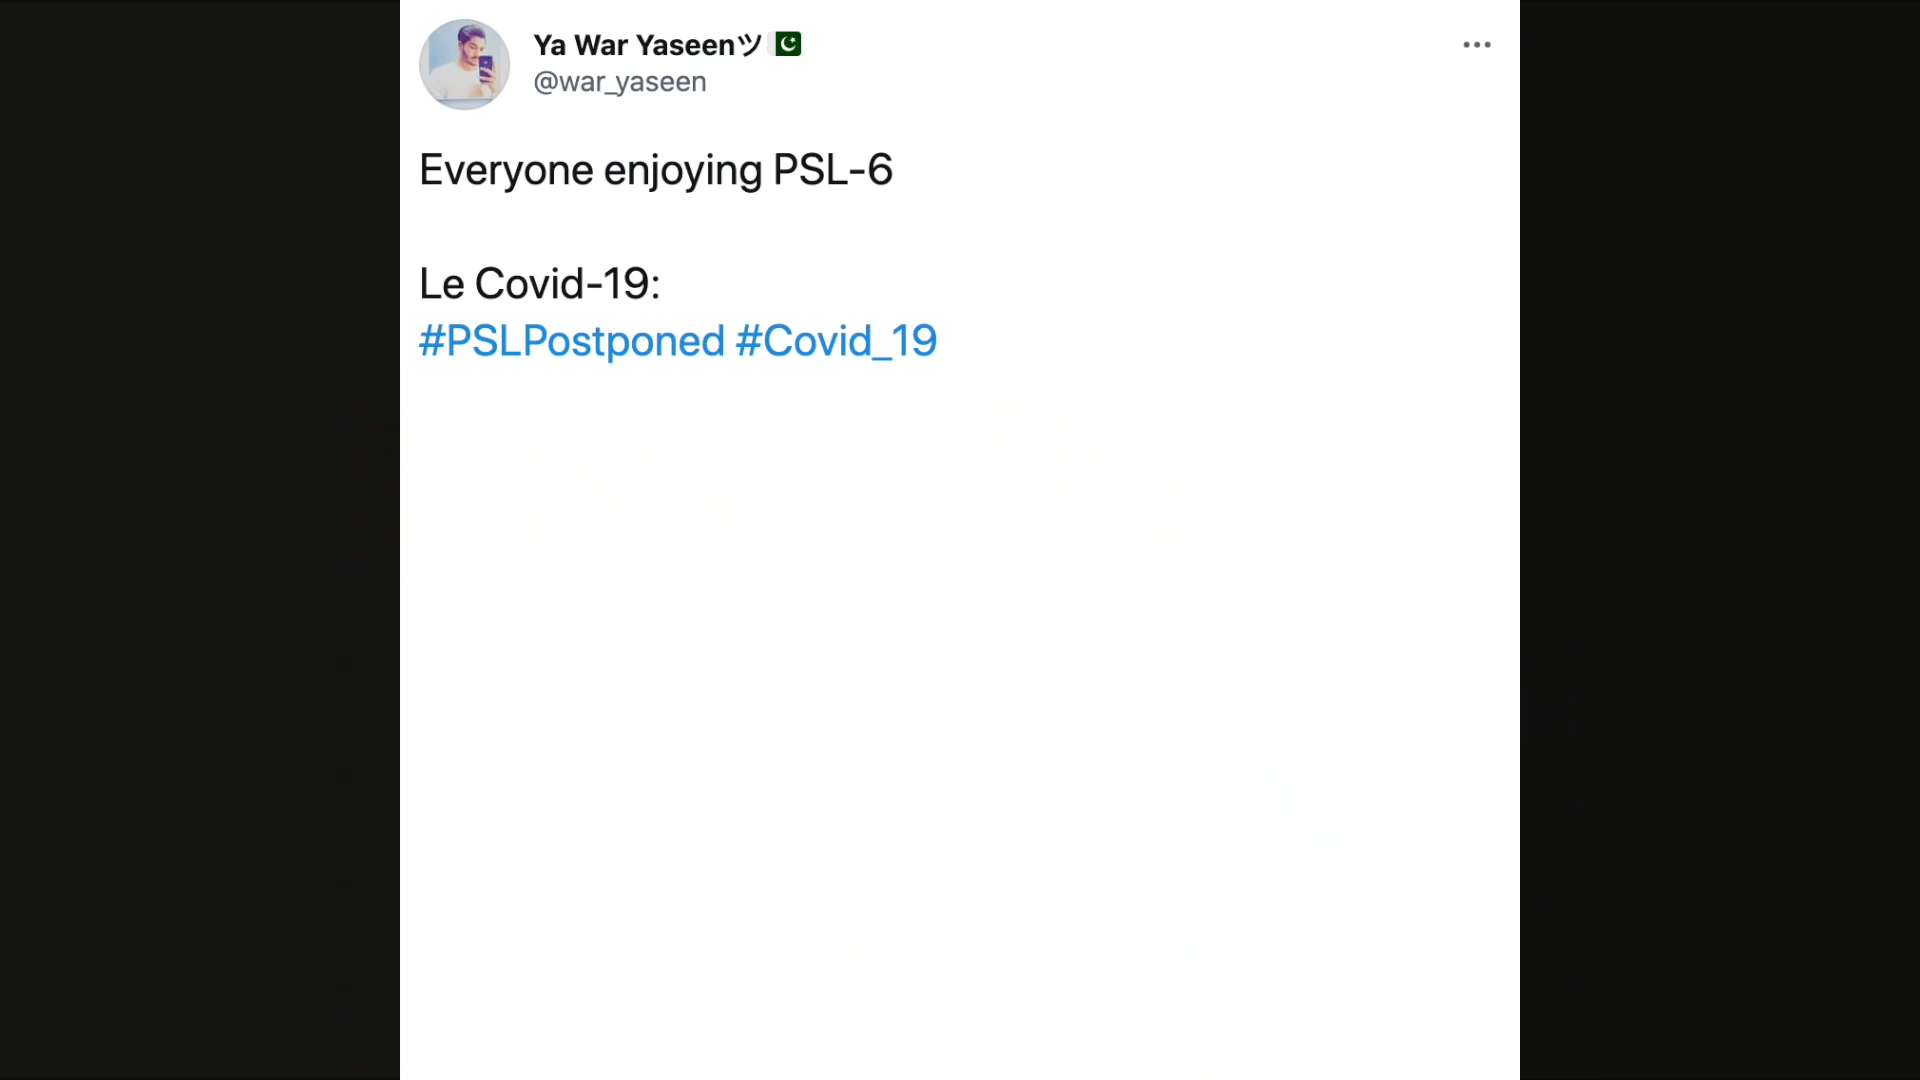 Ya War Yaseenツ 🇵🇰
@war_yaseen
Everyone enjoying PSL-6
Le Covid-19:
#PSLPostponed #Covid_19